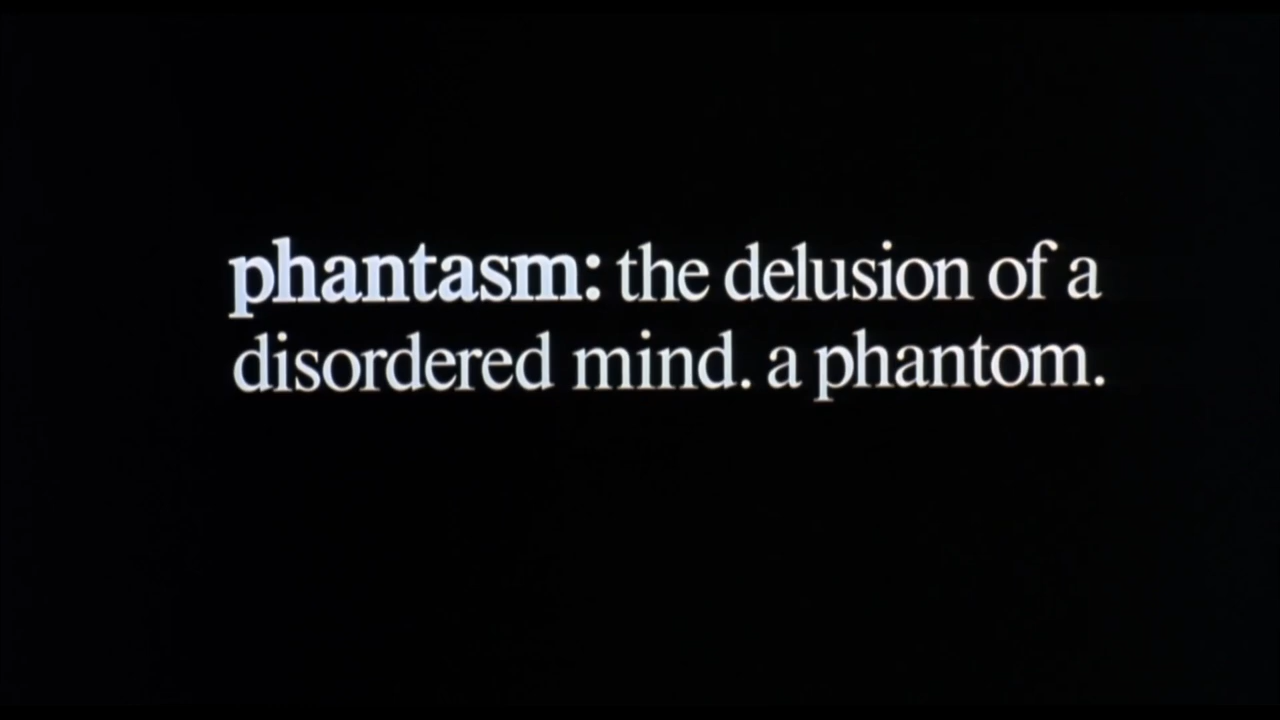 phantasm: the delusion of a
disordered mind. a phantom.